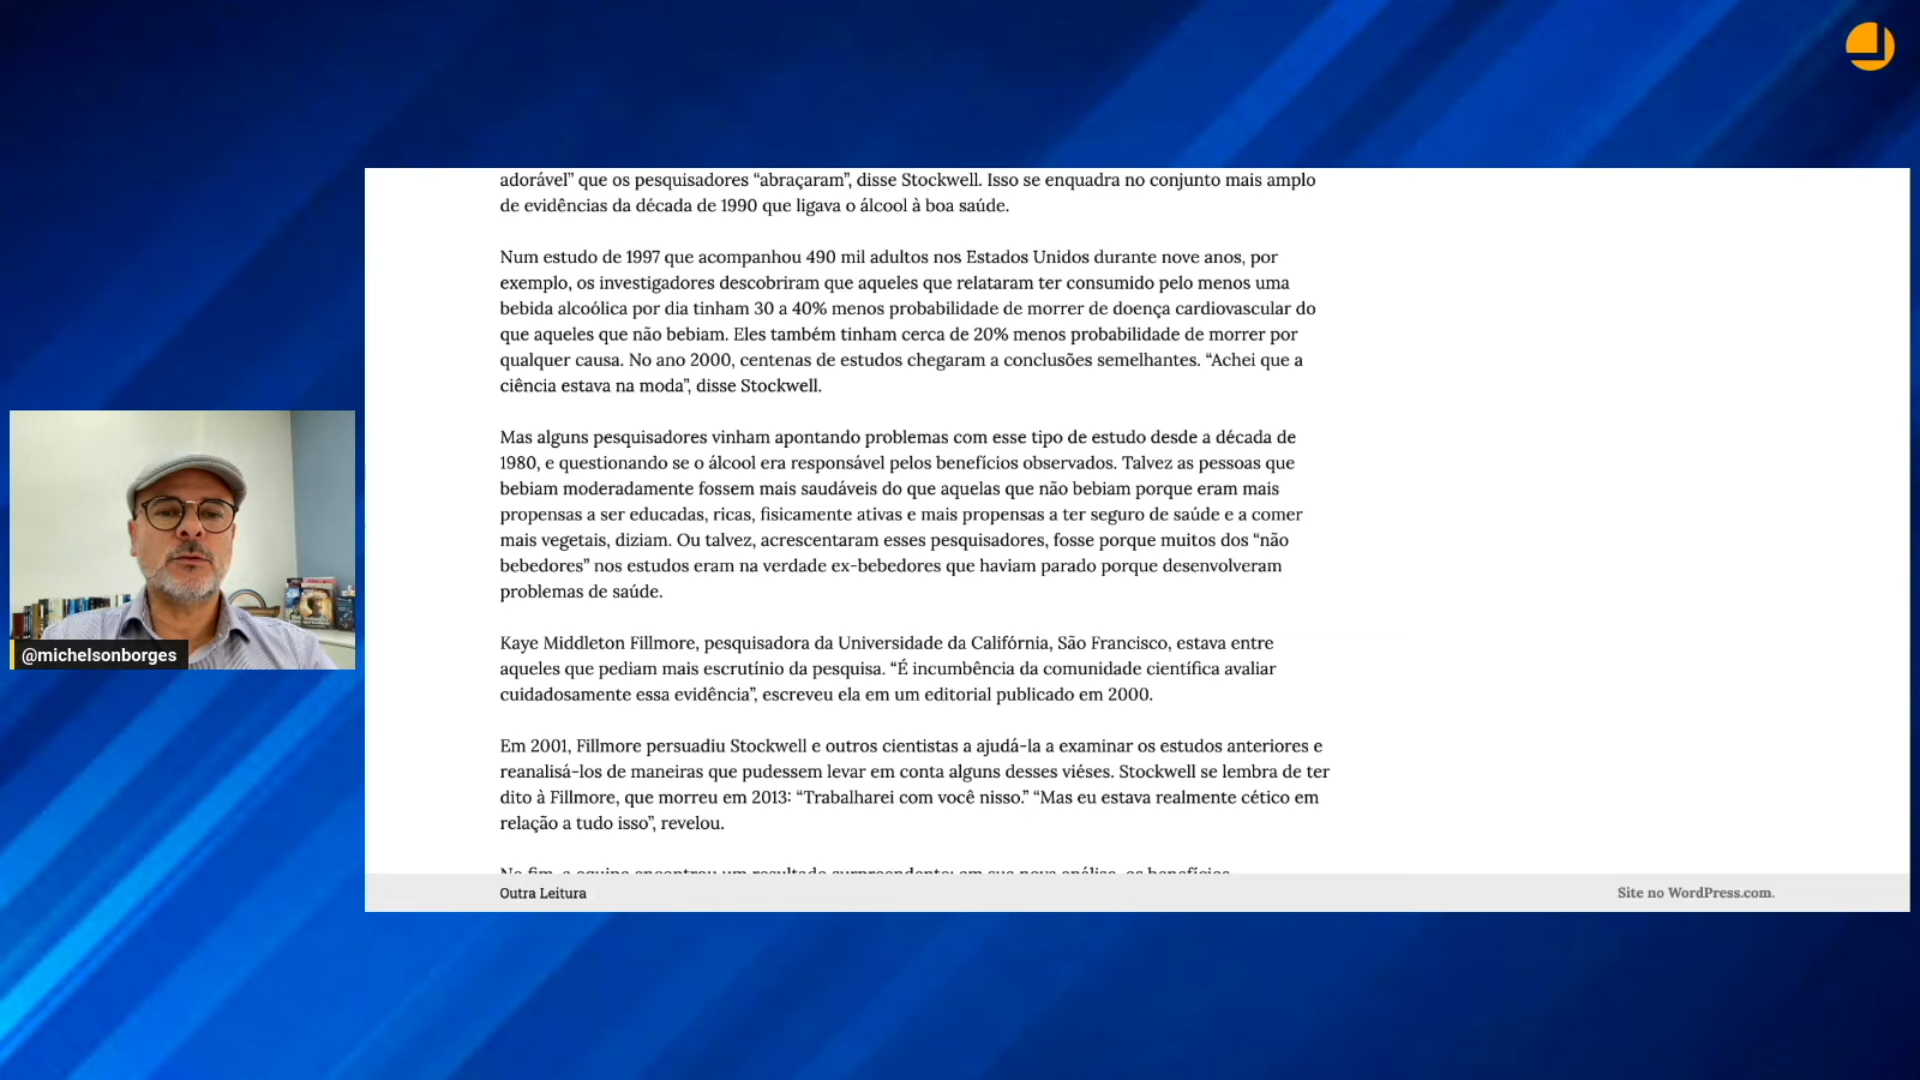 adorável” que os pesquisadores “abraçaram”, disse Stockwell. Isso se enquadra no conjunto mais amplo
de evidências da década de 1990 que ligava o álcool à boa saúde.
Num estudo de 1997 que acompanhou 490 mil adultos nos Estados Unidos durante nove anos, por
exemplo, os investigadores descobriram que aqueles que relataram ter consumido pelo menos uma
bebida alcoólica por dia tinham 30 a 40% menos probabilidade de morrer de doença cardiovascular do
que aqueles que não bebiam. Eles também tinham cerca de 20% menos probabilidade de morrer por
qualquer causa. No ano 2000, centenas de estudos chegaram a conclusões semelhantes. “Achei que a
ciência estava na moda”, disse Stockwell.
Mas alguns pesquisadores vinham apontando problemas com esse tipo de estudo desde a década de
1980, e questionando se o álcool era responsável pelos benefícios observados. Talvez as pessoas que
bebiam moderadamente fossem mais saudáveis do que aquelas que não bebiam porque eram mais
propensas a ser educadas, ricas, fisicamente ativas e mais propensas a ter seguro de saúde e a comer
mais vegetais, diziam. Ou talvez, acrescentaram esses pesquisadores, fosse porque muitos dos “não
bebedores” nos estudos eram na verdade ex-bebedores que haviam parado porque desenvolveram
problemas de saúde.
Kaye Middleton Fillmore, pesquisadora da Universidade da Califórnia, São Francisco, estava entre
aqueles que pediam mais escrutínio da pesquisa. “É incumbência da comunidade científica avaliar
cuidadosamente essa evidência”, escreveu ela em um editorial publicado em 2000.
Em 2001, Fillmore persuadiu Stockwell e outros cientistas a ajudá-la a examinar os estudos anteriores e
reanalisá-los de maneiras que pudessem levar em conta alguns desses viéses. Stockwell se lembra de ter
dito à Fillmore, que morreu em 2013: “Trabalharei com você nisso.” “Mas eu estava realmente cético em
relação a tudo isso”, revelou.
No fim, a equipe encontrou um resultado surpreendente: em sua nova análise, os benefícios
Outra Leitura
Site no WordPress.com.
@michelsonborges